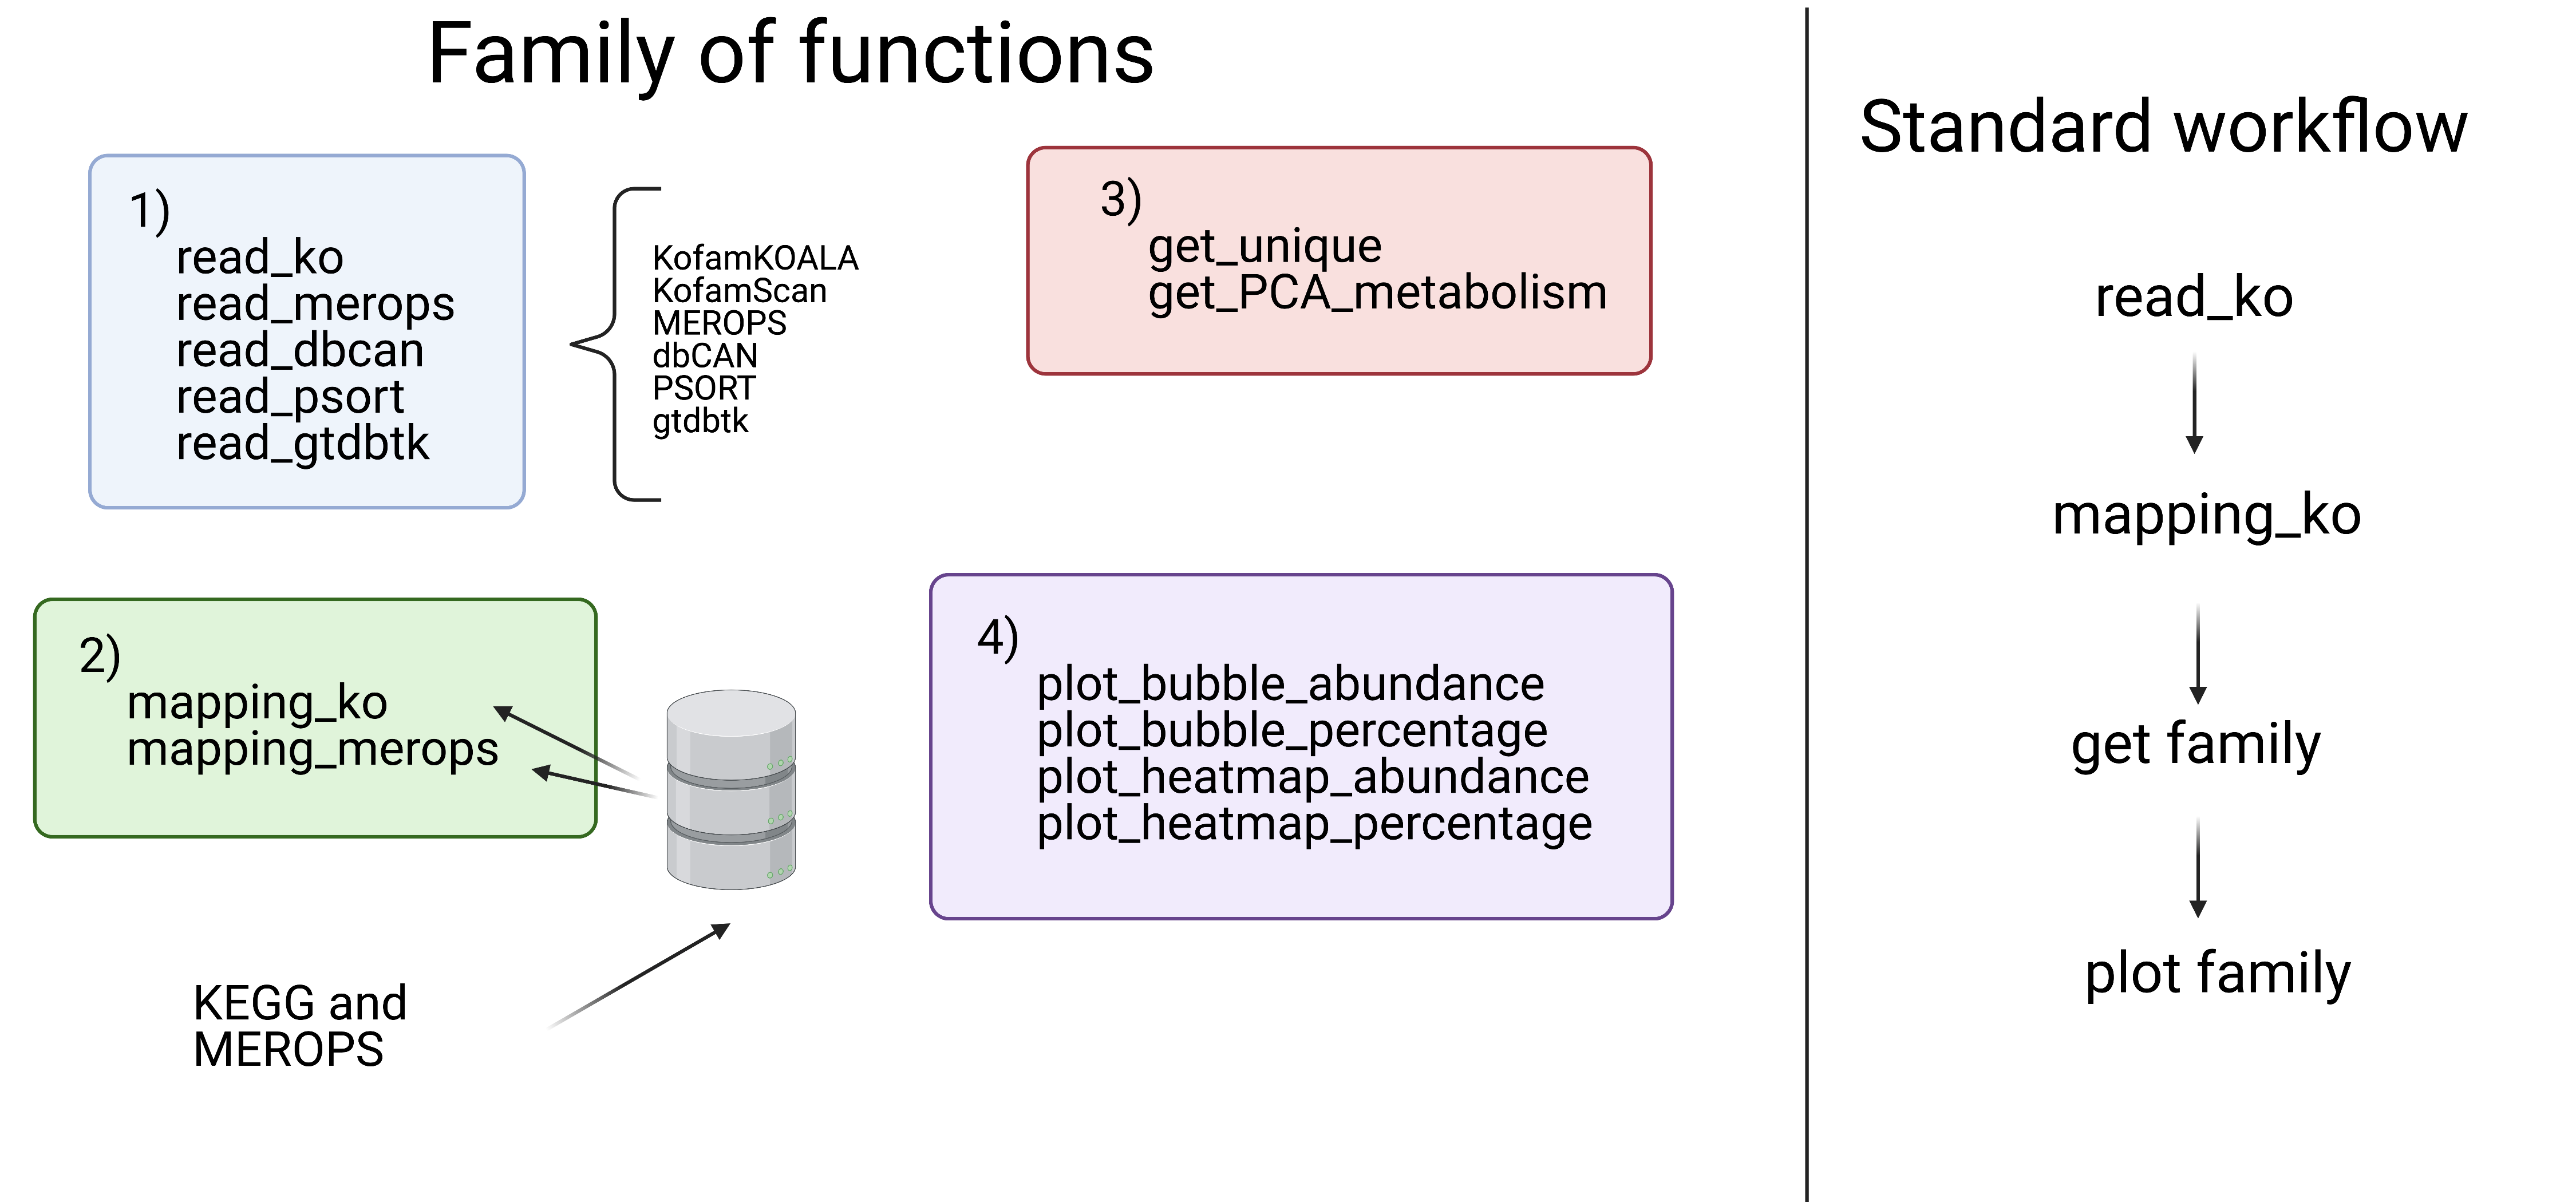 Family of functions
1)
read_ko
read_merops
read_dbcan
read_psort
read_gtdbtk
KofamKOALA
KofamScan
MEROPS
dbCAN
PSORT
gtdbtk
2)
mapping_ko
mapping_merops
KEGG and
MEROPS
3)
get_unique
get_PCA_metabolism
4)
plot_bubble_abundance
plot_bubble_percentage
plot_heatmap_abundance
plot_heatmap_percentage
Standard workflow
read_ko
mapping_ko
get family
plot family